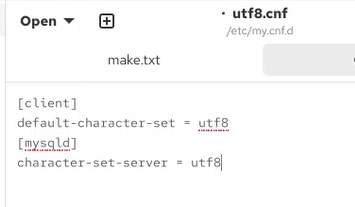 Open
· utf8.cnf
/etc/my.cnf.d
make.txt
[client]
default-character-set = utf8
[mysqld]
character-set-server = utf8